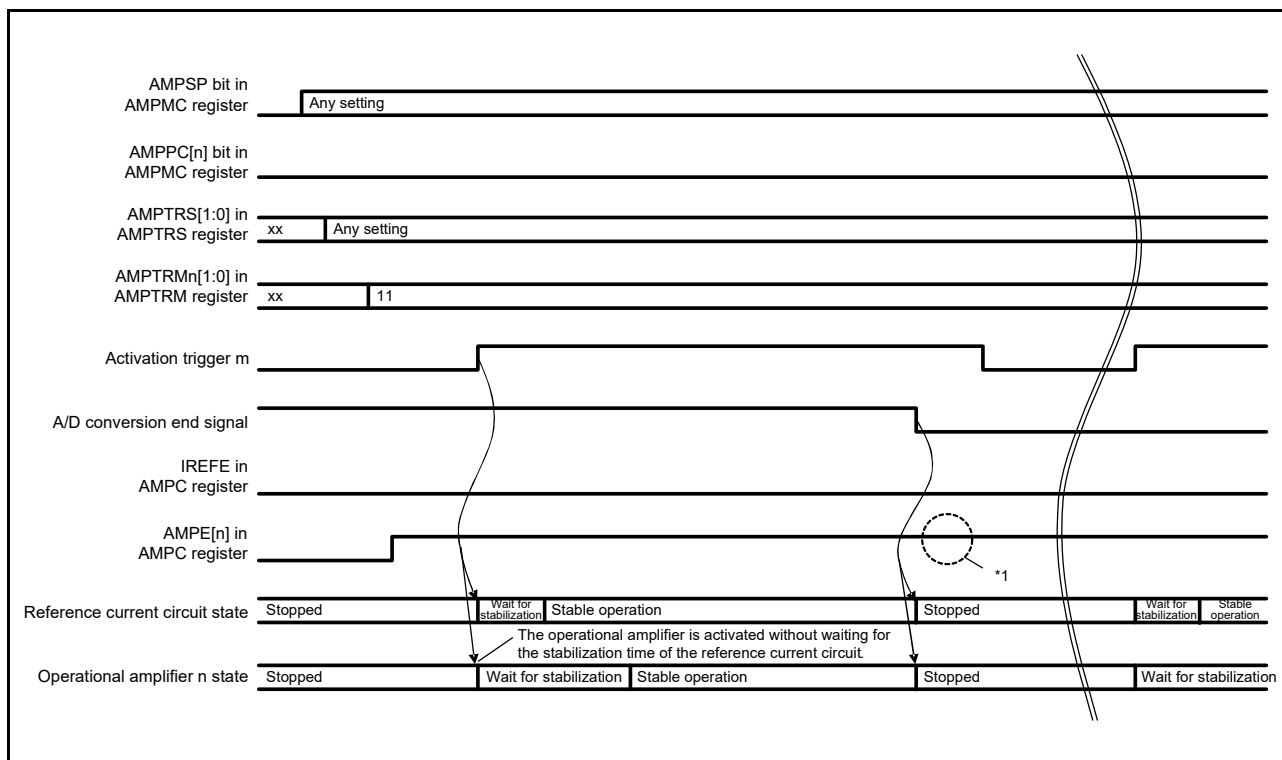 AMPSP bit in
AMPMC register
Any setting
AMPPC[n] bit in
AMPMC register
AMPTRS[1:0] in
AMPTRS register
xx
Any setting
AMPTRMn[1:0] in
AMPTRM register
xx
11
Activation trigger m
A/D conversion end signal
IREFE in
AMPC register
AMPE[n] in
AMPC register
*1
Reference current circuit state
Stopped
Wait for
stabilization
Stable operation
Stopped
Wait for
stabilization
Stable
operation
The operational amplifier is activated without waiting for
the stabilization time of the reference current circuit.
Operational amplifier n state
Stopped
Wait for stabilization
Stable operation
Stopped
Wait for stabilization